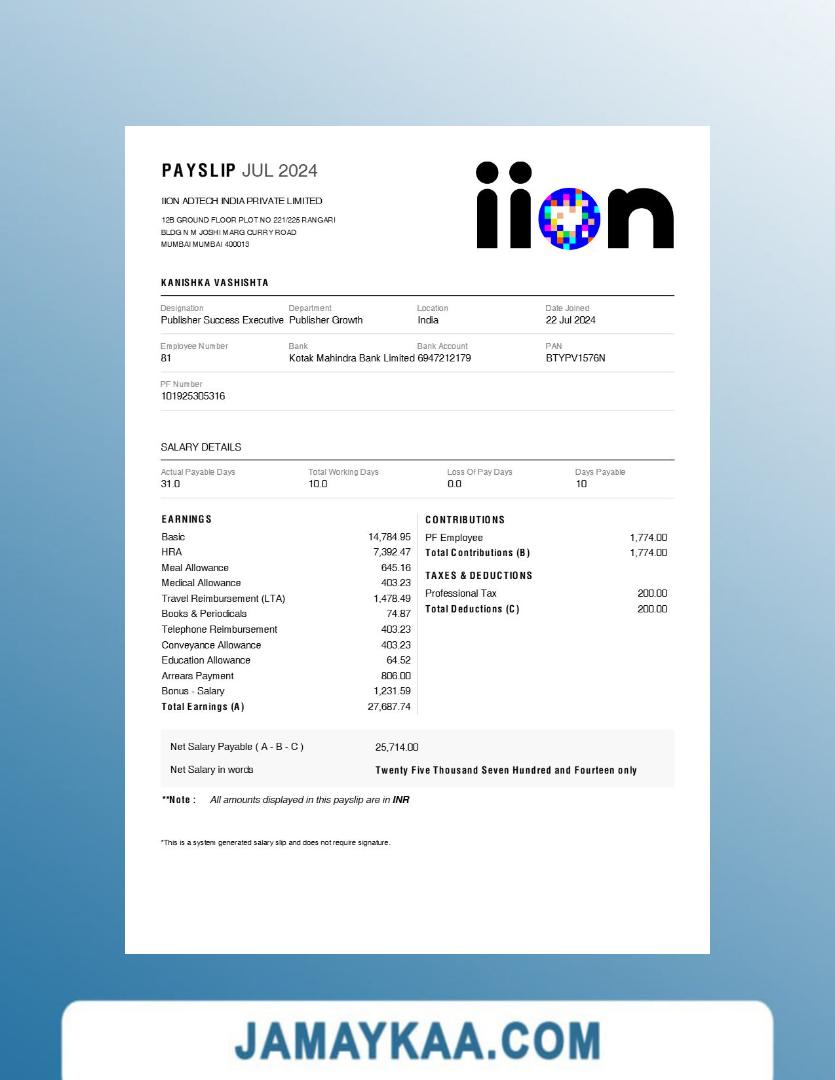 PAYSLIP JUL 2024
iion
IION ADTECH INDIA PRIVATE LIMITED
12B GROUND FLOOR PLOT NO 221/225 RANGARI
BLDG N M JOSHI MARG CURRY ROAD
MUMBAI MUMBAI 400013
KANISHKA VASHISHTA
Designation Department Location Date Joined
Publisher Success Executive Publisher Growth India 22 Jul 2024
Employee Number Bank Bank Account PAN
81 Kotak Mahindra Bank Limited 6947212179 BTYPV1576N
PF Number
101925305316
SALARY DETAILS
Actual Payable Days Total Working Days Loss Of Pay Days Days Payable
31.0 10.0 0.0 10
EARNINGS
Basic 14,784.95
HRA 7,392.47
Meal Allowance 645.16
Medical Allowance 403.23
Travel Reimbursement (LTA) 1,478.49
Books & Periodicals 74.87
Telephone Reimbursement 403.23
Conveyance Allowance 403.23
Education Allowance 64.52
Arrears Payment 806.00
Bonus - Salary 1,231.59
Total Earnings (A) 27,687.74
CONTRIBUTIONS
PF Employee 1,774.00
Total Contributions (B) 1,774.00
TAXES & DEDUCTIONS
Professional Tax 200.00
Total Deductions (C) 200.00
Net Salary Payable ( A - B - C ) 25,714.00
Net Salary in words Twenty Five Thousand Seven Hundred and Fourteen only
**Note : All amounts displayed in this payslip are in INR
*This is a system generated salary slip and does not require signature.
JAMAYKAA.COM